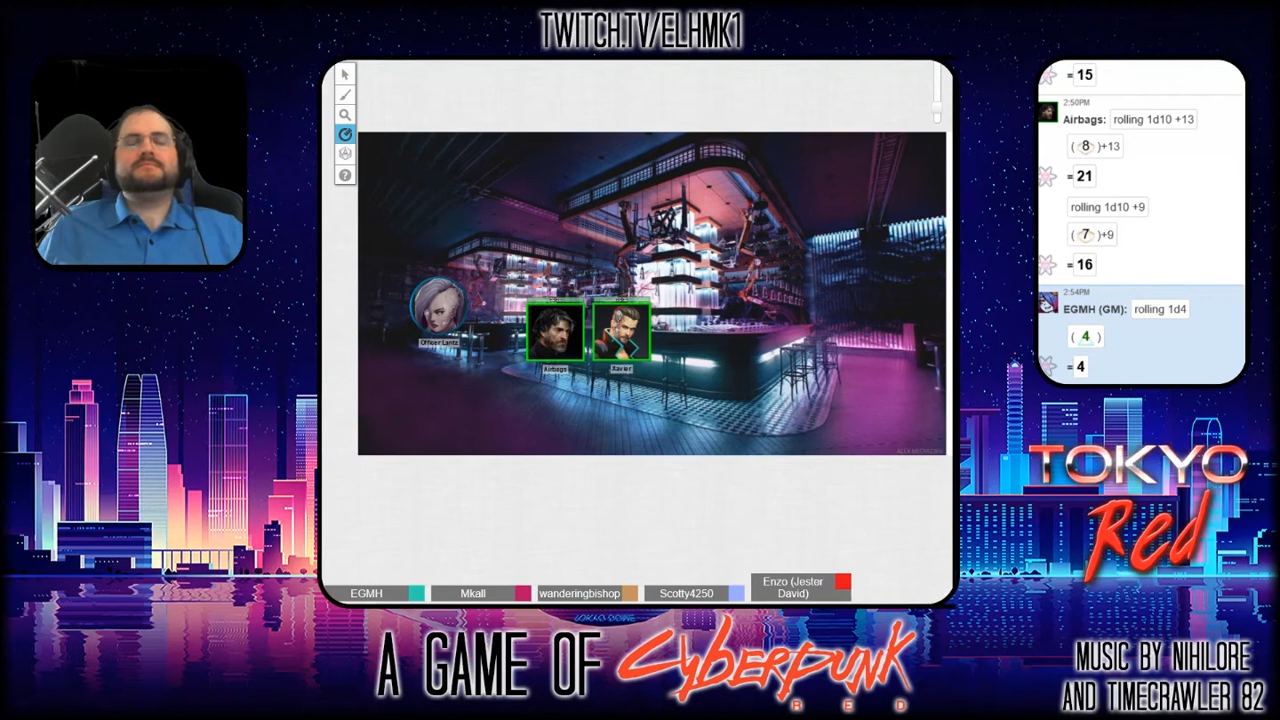 TWITCH.TV/ELHMK1
= 15
2:50PM
Airbags: rolling 1d10 +13
( 8 )+13
= 21
rolling 1d10 +9
( 7 )+9
= 16
2:54PM
EGMH (GM): rolling 1d4
( 4 )
= 4
Officer Lantz
Airbags
Xavier
TOKYO
Red
EGMH
Mkall
wanderingbishop
Scotty4250
Enzo (Jester
David)
A GAME OF Cyberpunk
RED
MUSIC BY NIHILORE
AND TIMECRAWLER 82